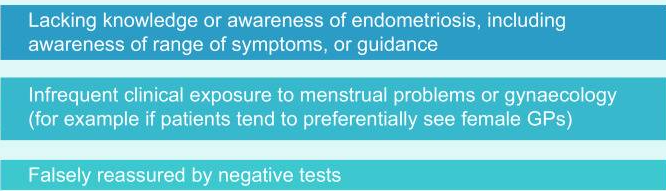 Lacking knowledge or awareness of endometriosis, including
awareness of range of symptoms, or guidance
Infrequent clinical exposure to menstrual problems or gynaecology
(for example if patients tend to preferentially see female GPs)
Falsely reassured by negative tests